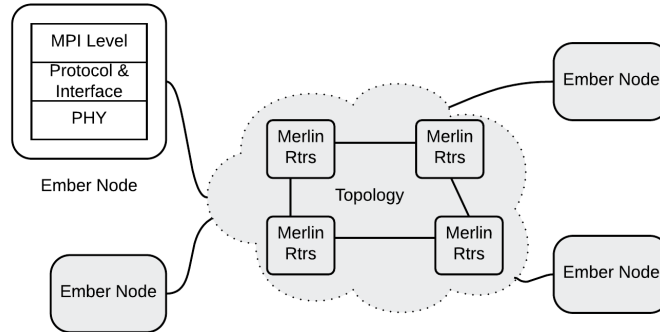 MPI Level
Protocol &
Interface
PHY
Ember Node
Ember Node
Merlin
Rtrs
Merlin
Rtrs
Topology
Merlin
Rtrs
Merlin
Rtrs
Ember Node
Ember Node